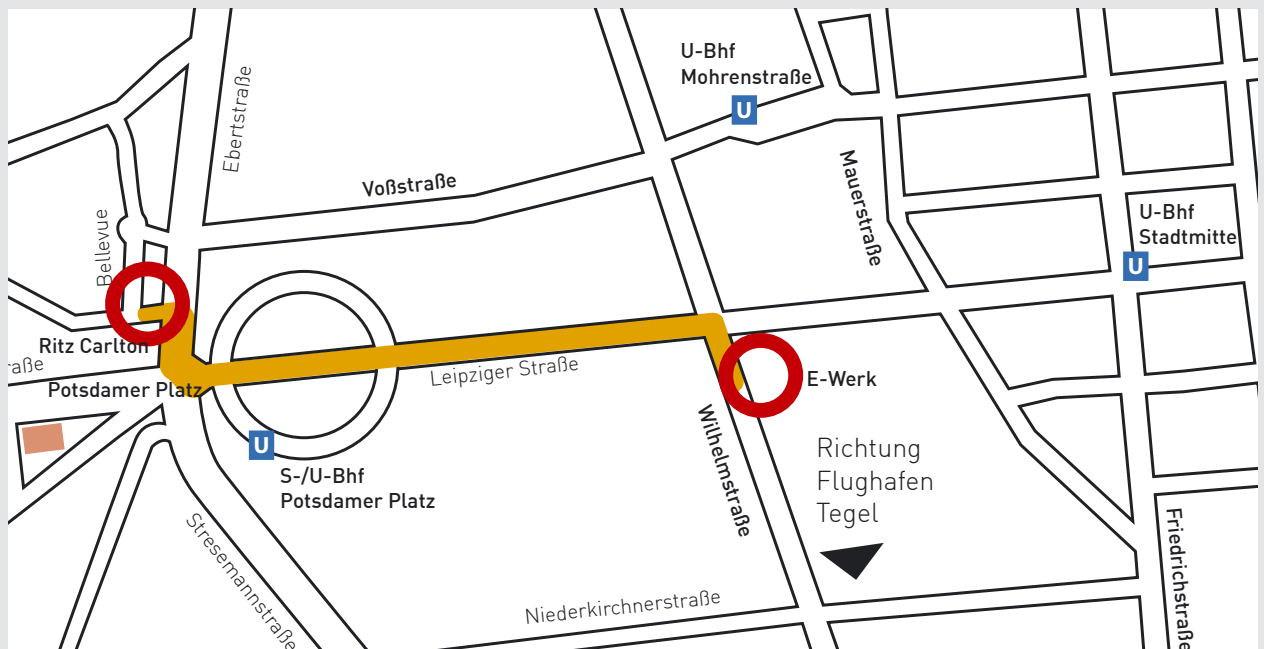 U-Bhf
Mohrenstraße
U
Ebertstraße
Voßstraße
Mauerstraße
U-Bhf
Stadtmitte
U
Bellevue
Ritz Carlton
raße
Potsdamer Platz
Leipziger Straße
E-Werk
Wilhelmstraße
U
S-/U-Bhf
Potsdamer Platz
Richtung
Flughafen
Tegel
Stresemannstraße
Niederkirchnerstraße
Friedrichstraße